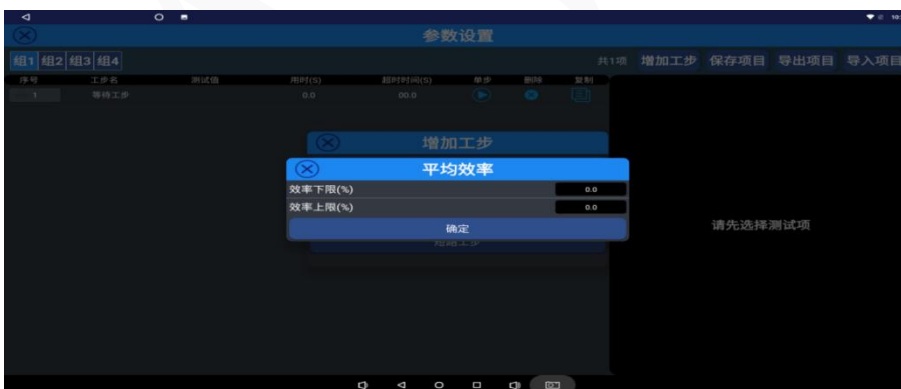 参数设置
组1 组2 组3 组4 共1项 增加工步 保存项目 导出项目 导入项目
序号 工步名 测试值 用时(S) 超时时间(S) 单步 删除 复制
1 等待工步 0.0 00.0
增加工步
平均效率
效率下限(%) 0.0
效率上限(%) 0.0
确定
请先选择测试项
短路工步